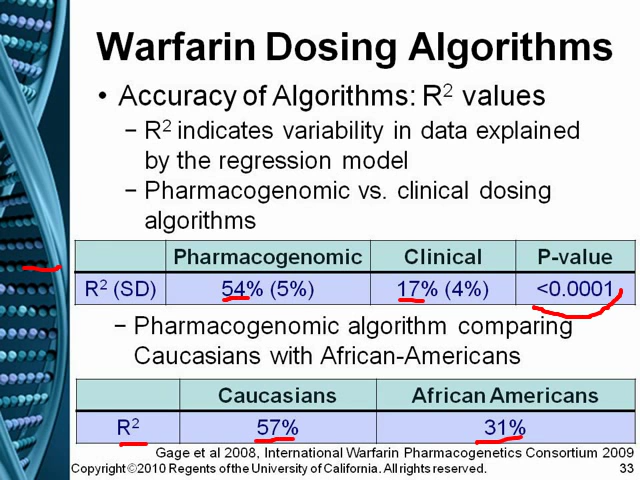 Warfarin Dosing Algorithms
• Accuracy of Algorithms: R² values
− R² indicates variability in data explained
by the regression model
− Pharmacogenomic vs. clinical dosing
algorithms
Pharmacogenomic Clinical P-value
R² (SD) 54% (5%) 17% (4%) <0.0001
− Pharmacogenomic algorithm comparing
Caucasians with African-Americans
Caucasians African Americans
R² 57% 31%
Gage et al 2008, International Warfarin Pharmacogenetics Consortium 2009
Copyright ©2010 Regents of the University of California. All rights reserved. 33